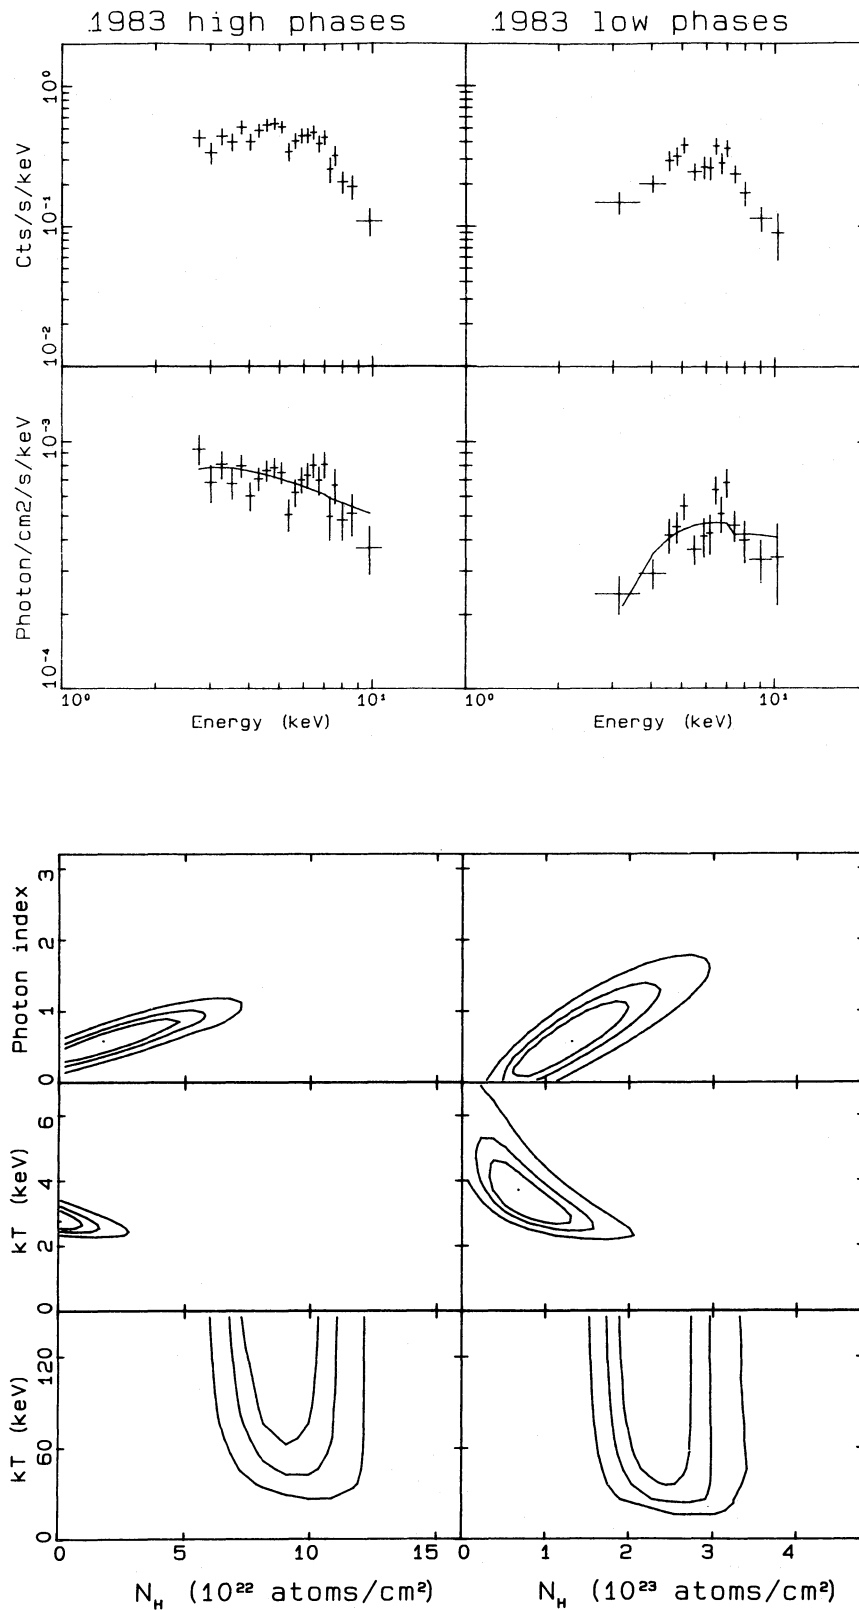 1983 high phases 1983 low phases
Cts/s/keV
10⁰
10⁻¹
10⁻²
Photon/cm2/s/keV
10⁻³
10⁻⁴
10⁰ 10¹ 10⁰ 10¹
Energy (keV) Energy (keV)
Photon index
3
2
1
0
kT (keV)
6
4
2
0
kT (keV)
120
60
0
0 5 10 15 1 2 3 4
N_H (10²² atoms/cm²) N_H (10²³ atoms/cm²)